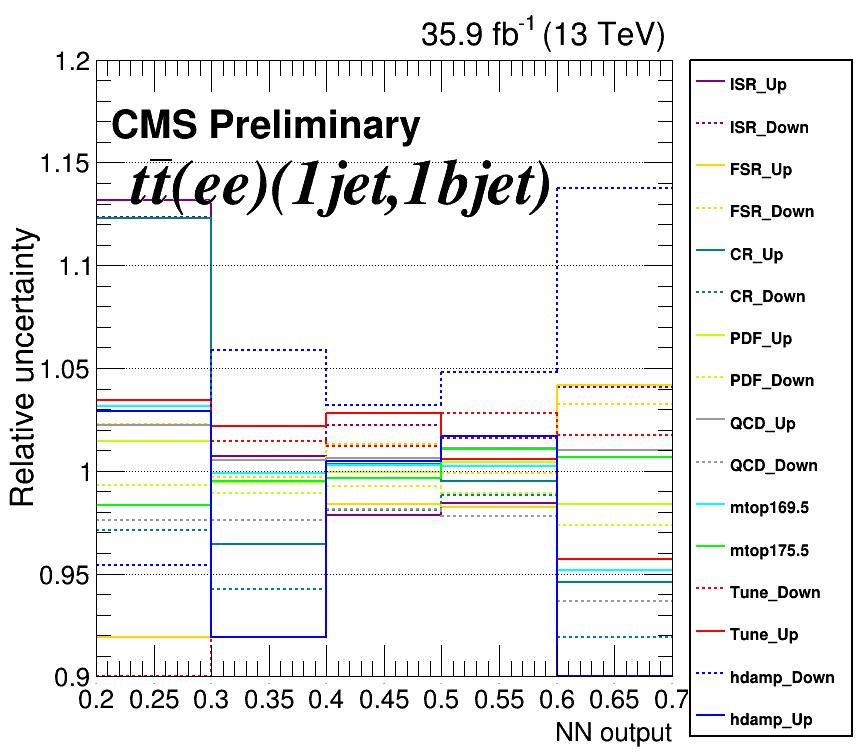 35.9 fb-1 (13 TeV)
1.2
CMS Preliminary
1.15
tt̅(ee)(1jet,1bjet)
1.1
Relative uncertainty
1.05
1
0.95
0.9
0.2 0.25 0.3 0.35 0.4 0.45 0.5 0.55 0.6 0.65 0.7
NN output
ISR_Up
ISR_Down
FSR_Up
FSR_Down
CR_Up
CR_Down
PDF_Up
PDF_Down
QCD_Up
QCD_Down
mtop169.5
mtop175.5
Tune_Down
Tune_Up
hdamp_Down
hdamp_Up